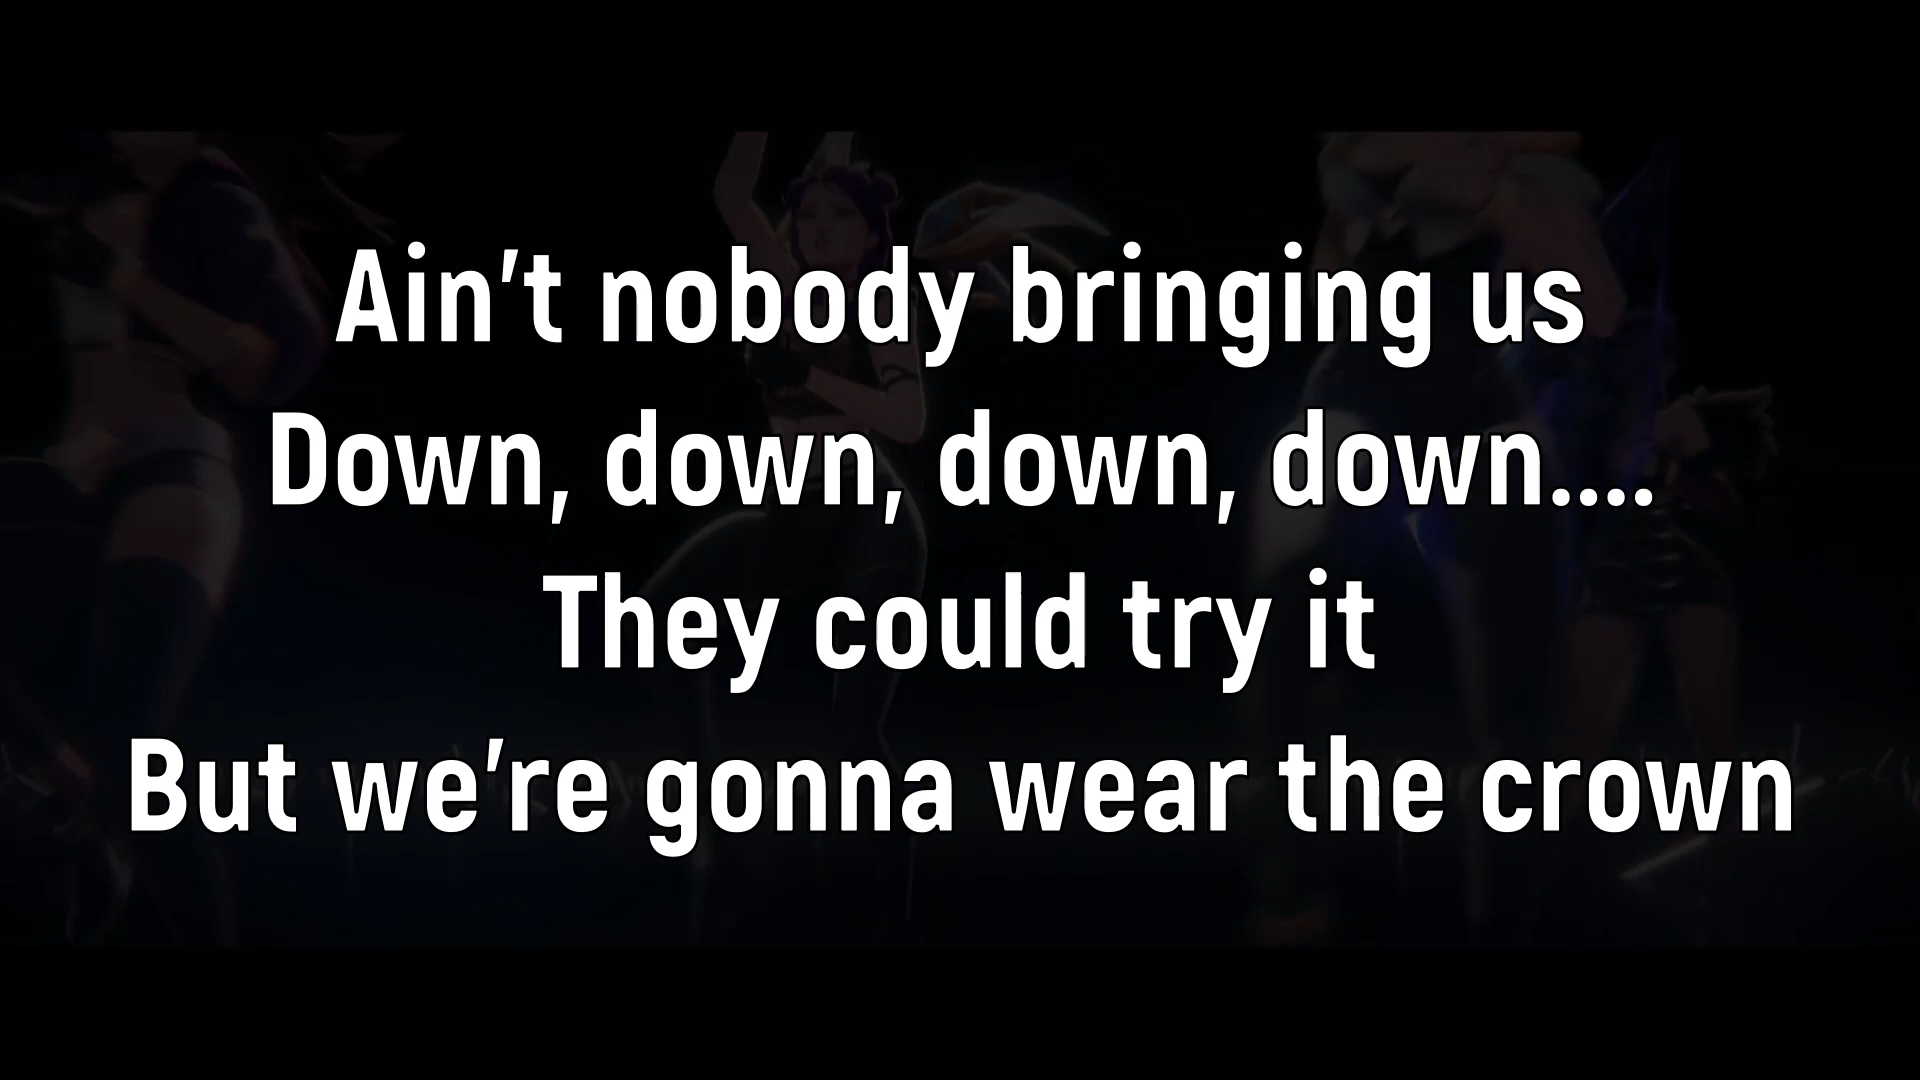 Ain't nobody bringing us
Down, down, down, down....
They could try it
But we're gonna wear the crown